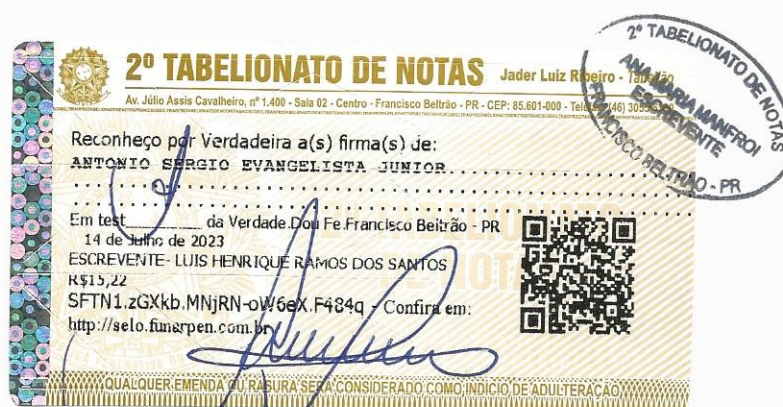 2º TABELIONATO DE NOTAS Jader Luiz Ribeiro - Tabelião
Av. Júlio Assis Cavalheiro, nº 1.400 - Sala 02 - Centro - Francisco Beltrão - PR - CEP: 85.601-000 - (46)
Reconheço por Verdadeira a(s) firma(s) de:
ANTONIO SERGIO EVANGELISTA JUNIOR
Em test__________ da Verdade.Dou Fe.Francisco Beltrão - PR
14 de Julho de 2023
ESCREVENTE- LUIS HENRIQUE RAMOS DOS SANTOS
R$15,22
SFTN1.zGXkb.MNjRN-oW6eX.F484q - Confira em:
http://selo.funarpen.com.br
QUALQUER EMENDA OU RASURA SERÁ CONSIDERADO COMO INDÍCIO DE ADULTERAÇÃO
2º TABELIONATO DE NOTAS
ANA MARIA MANFROI
ESCREVENTE
FRANCISCO BELTRÃO - PR